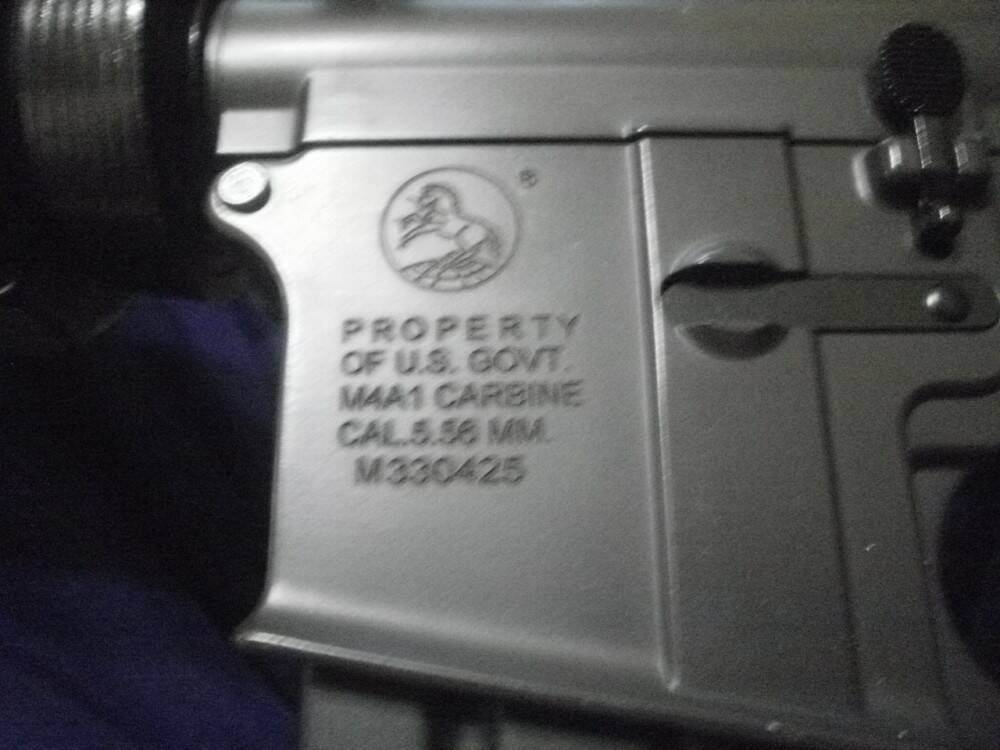 ®
PROPERTY
OF U.S. GOVT.
M4A1 CARBINE
CAL.5.56 MM.
M330425